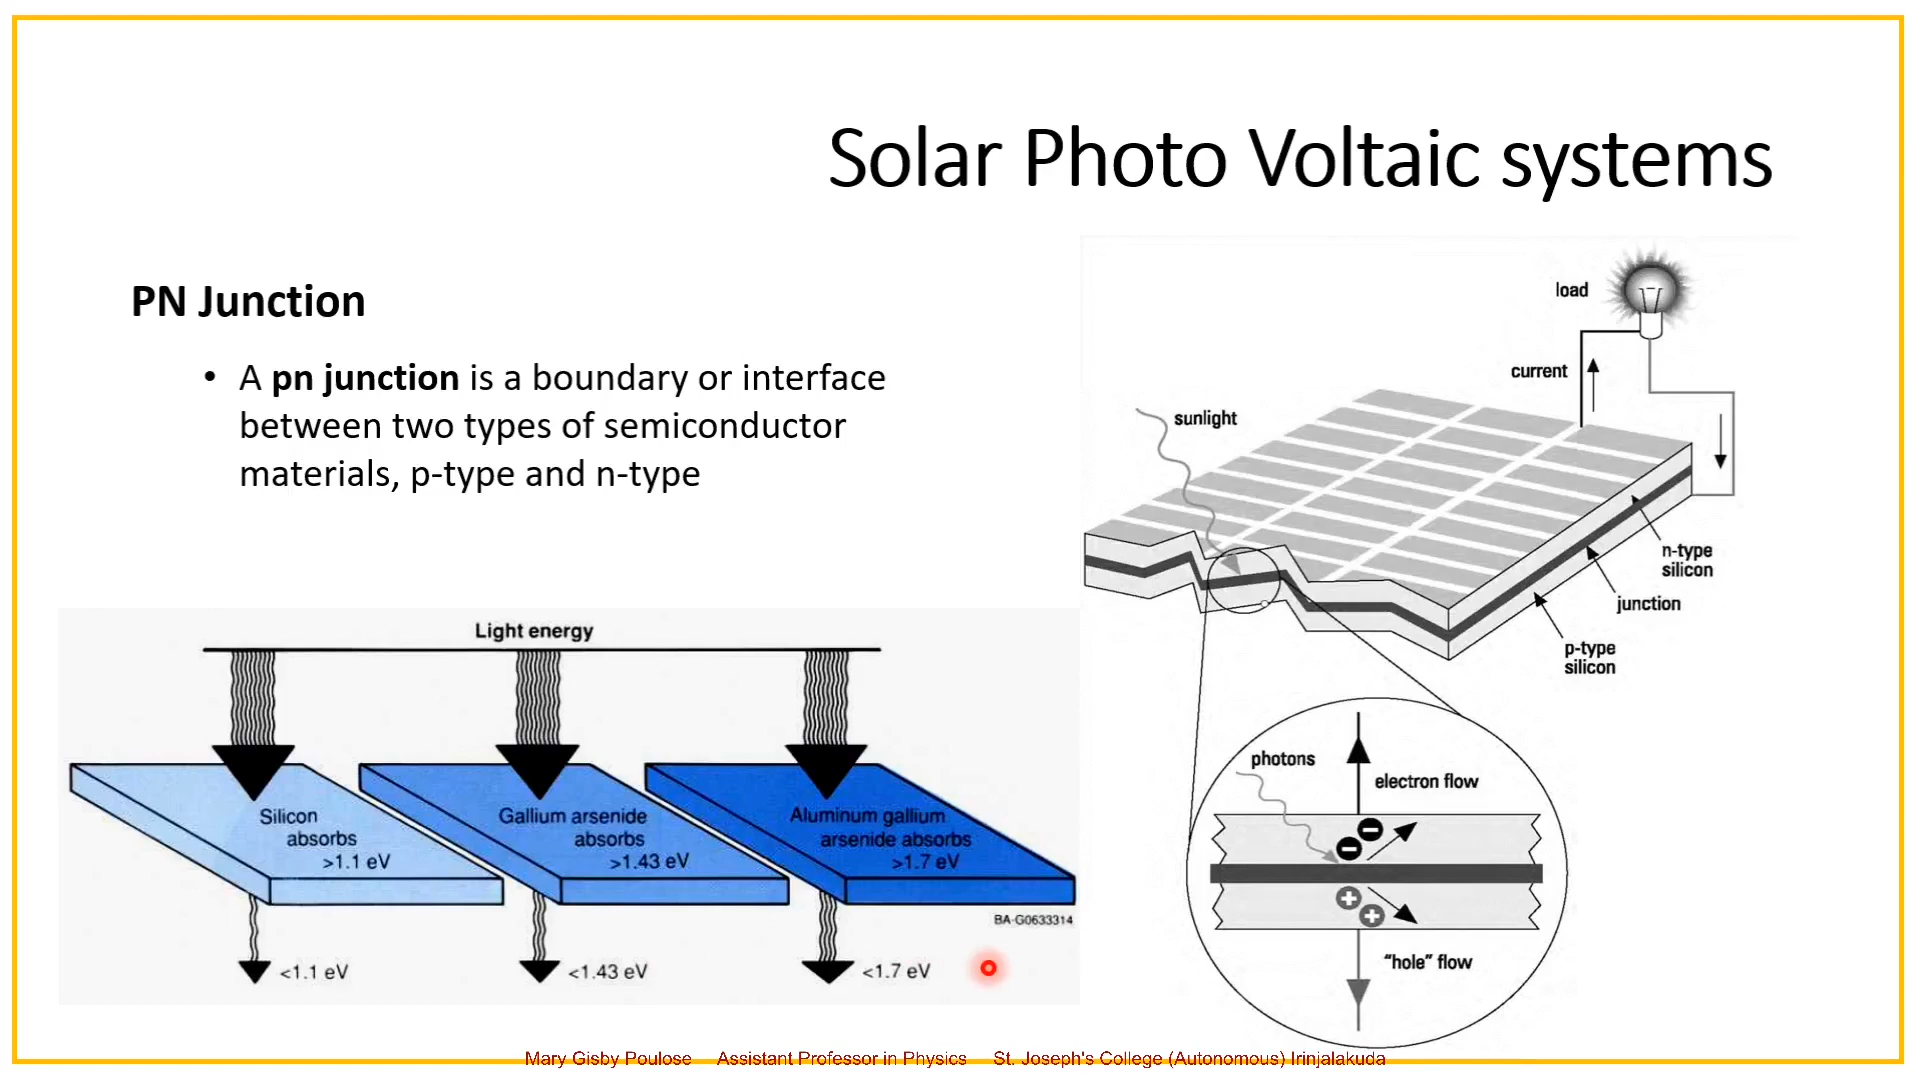 Solar Photo Voltaic systems
PN Junction
• A pn junction is a boundary or interface
between two types of semiconductor
materials, p-type and n-type
Light energy
Silicon
absorbs
>1.1 eV
Gallium arsenide
absorbs
>1.43 eV
Aluminum gallium
arsenide absorbs
>1.7 eV
BA-G0633314
<1.1 eV
<1.43 eV
<1.7 eV
load
current
sunlight
n-type
silicon
junction
p-type
silicon
photons
electron flow
"hole" flow
Mary Gisby Poulose Assistant Professor in Physics St. Joseph's College (Autonomous) Irinjalakuda